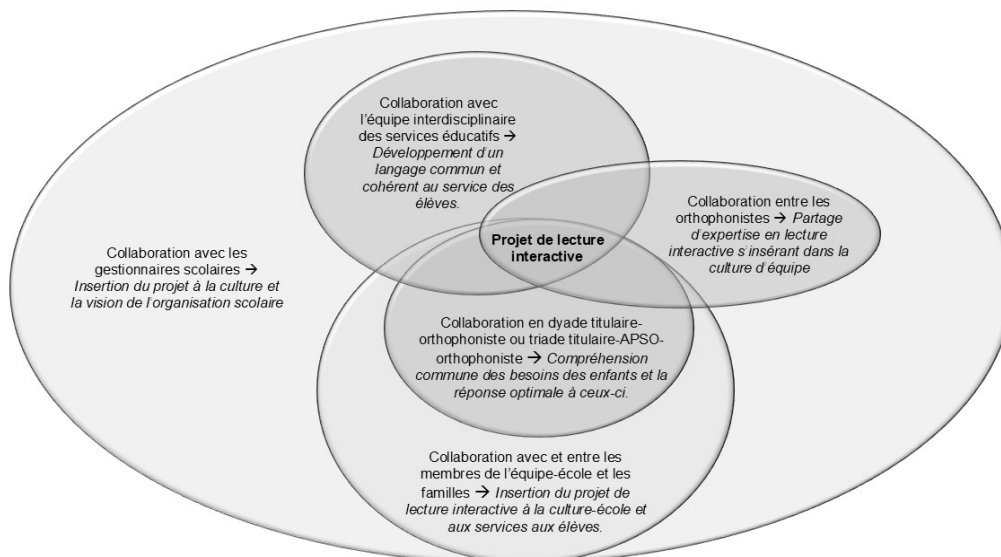 Collaboration avec
l'équipe interdisciplinaire
des services éducatifs →
Développement d'un
langage commun et
cohérent au service des
élèves.
Collaboration entre les
orthophonistes → Partage
d'expertise en lecture
interactive s'insérant dans la
culture d'équipe
Projet de lecture
interactive
Collaboration avec les
gestionnaires scolaires →
Insertion du projet à la culture et
la vision de l'organisation scolaire
Collaboration en dyade titulaire-
orthophoniste ou triade titulaire-APSO-
orthophoniste → Compréhension
commune des besoins des enfants et la
réponse optimale à ceux-ci.
Collaboration avec et entre les
membres de l'équipe-école et les
familles → Insertion du projet de
lecture interactive à la culture-école et
aux services aux élèves.